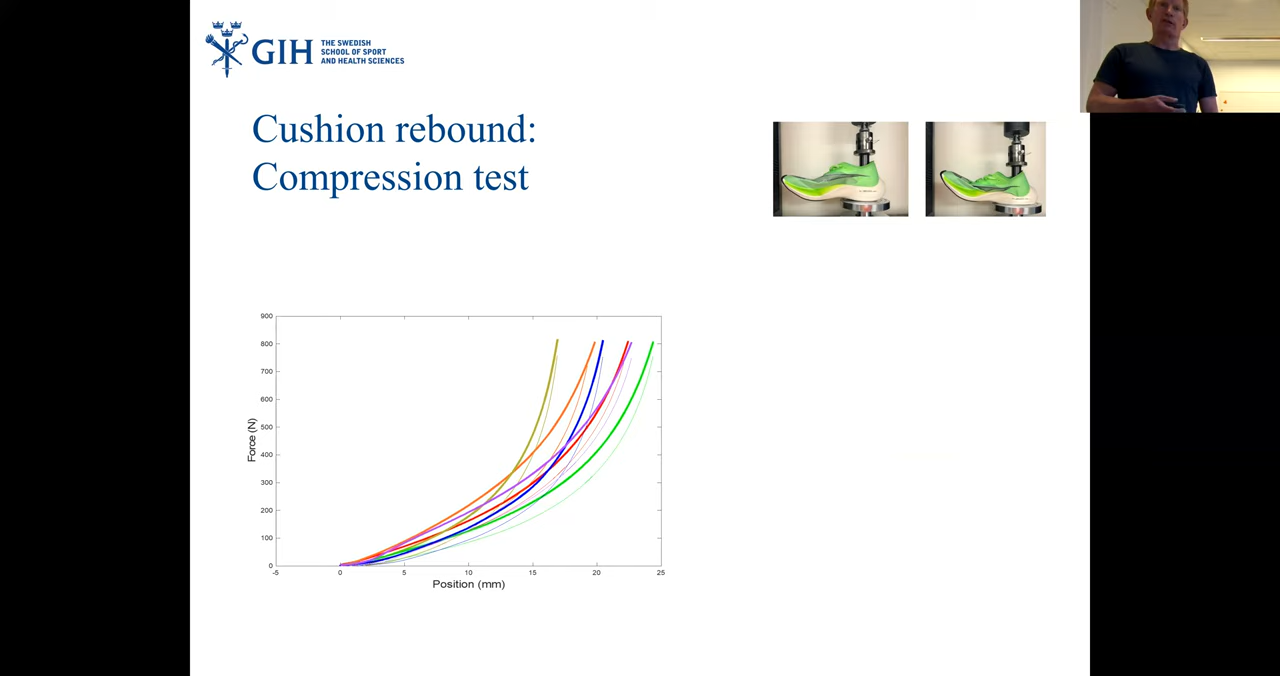 GIH
THE SWEDISH
SCHOOL OF SPORT
AND HEALTH SCIENCES
Cushion rebound:
Compression test
900
800
700
600
500
400
300
200
100
0
Force (N)
-5
0
5
10
15
20
25
Position (mm)